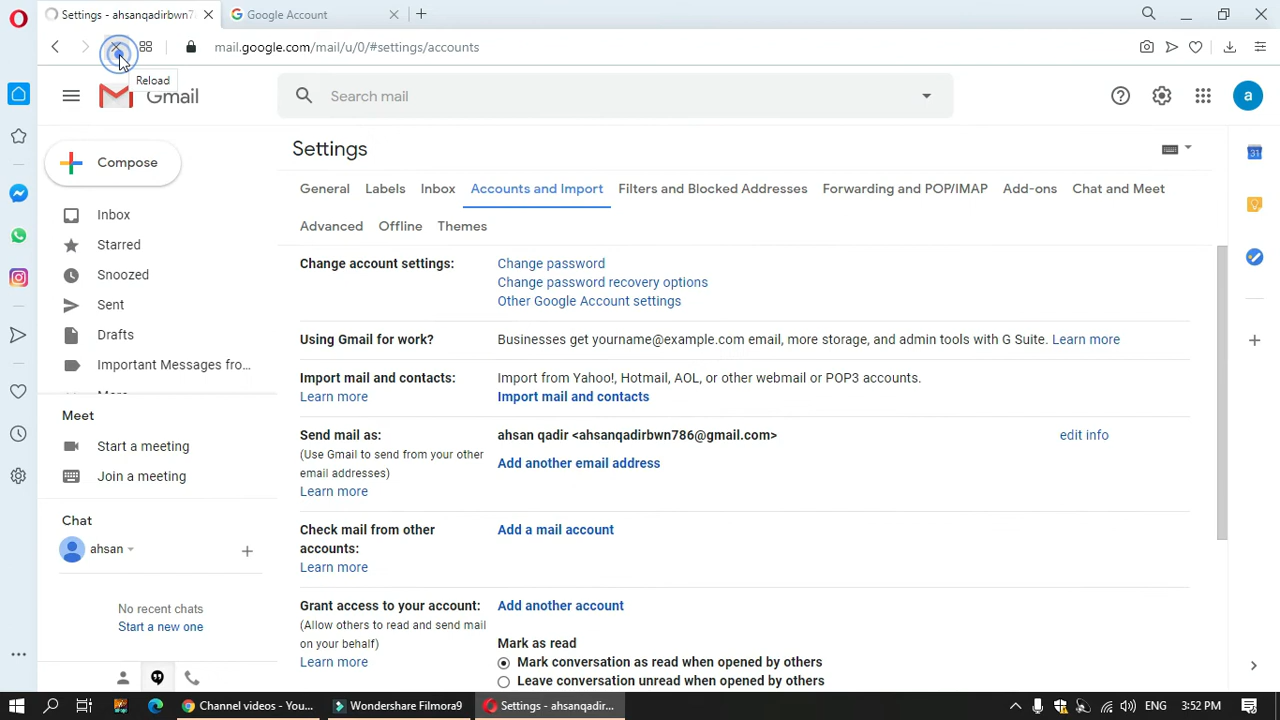 Settings - ahsanqadirbwn7
Google Account
mail.google.com/mail/u/0/#settings/accounts
Reload
Gmail
Search mail
a
Compose
Settings
General
Labels
Inbox
Accounts and Import
Filters and Blocked Addresses
Forwarding and POP/IMAP
Add-ons
Chat and Meet
Advanced
Offline
Themes
Inbox
Starred
Snoozed
Sent
Drafts
Important Messages fro...
Meet
Start a meeting
Join a meeting
Chat
ahsan
No recent chats
Start a new one
Change account settings:
Change password
Change password recovery options
Other Google Account settings
Using Gmail for work?
Businesses get yourname@example.com email, more storage, and admin tools with G Suite. Learn more
Import mail and contacts:
Learn more
Import from Yahoo!, Hotmail, AOL, or other webmail or POP3 accounts.
Import mail and contacts
Send mail as:
(Use Gmail to send from your other
email addresses)
Learn more
ahsan qadir <ahsanqadirbwn786@gmail.com>
edit info
Add another email address
Check mail from other
accounts:
Learn more
Add a mail account
Grant access to your account:
(Allow others to read and send mail
on your behalf)
Learn more
Add another account
Mark as read
Mark conversation as read when opened by others
Leave conversation unread when opened by others
31
Channel videos - You...
Wondershare Filmora9
Settings - ahsanqadir...
ENG
3:52 PM